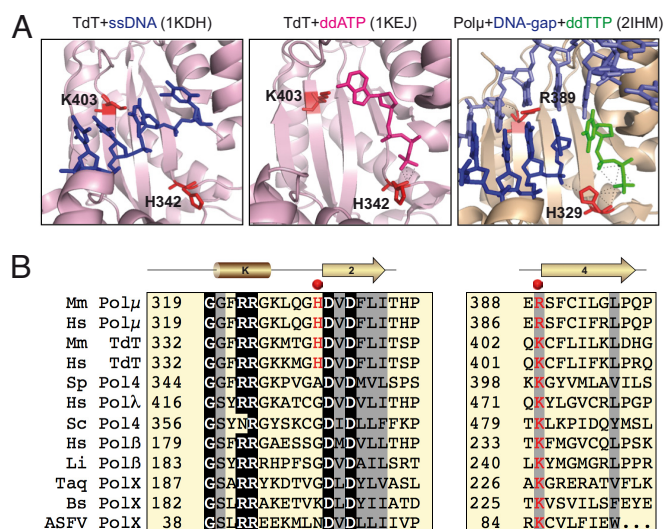 A
TdT+ssDNA (1KDH) TdT+ddATP (1KEJ) Polμ+DNA-gap+ddTTP (2IHM)
K403 K403 R389
H342 H342 H329
B
K 2 4
Mm Polμ 319 GGFRRGKLQGHDVDFLITHP 388 ERSFCILGLPQP
Hs Polμ 319 GGFRRGKLQGHDVDFLITHP 386 ERSFCIFRLPQP
Mm TdT 332 GGFRRGKMTGHDVDFLITSP 402 QKCFLILKLDHG
Hs TdT 332 GGFRRGKKMGHDVDFLITSP 401 QKCFLIFKLPRQ
Sp Pol4 344 GGFRRGKPVGADVDMVLSPS 398 KKGYVMLAVILS
Hs Polλ 416 GSYRRGKATCGDVDVLITHP 471 QKYLGVCRLPGP
Sc Pol4 356 GSYNRGYSKCGDIDLLFFKP 479 TKLKPIDQYMSL
Hs Polß 179 GSFRRGAESSGDMDVLLTHP 233 TKFMGVCQLPSK
Li Polß 183 GSYRRRHPFSGDVDAILSRT 240 LKYMGMGRLPPR
Taq PolX 187 GSARRYKDTVGDLDYLVASL 226 AKGRERATVFLK
Bs PolX 182 GSLRRAKETVKDLDYIIATD 225 TKVSVILSFEYE
ASFV PolX 38 GSLRREEKMLNDVDLLIIVP 84 RKCVLFIEW...